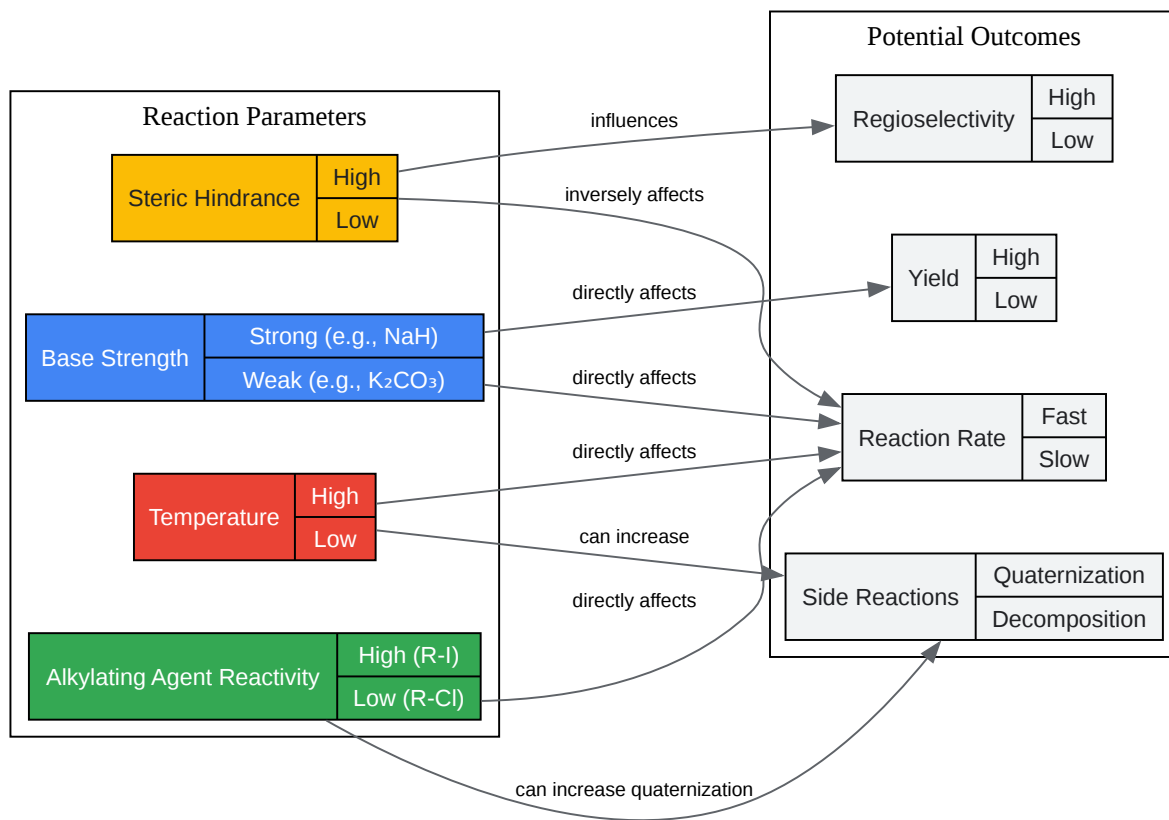 Potential Outcomes
Regioselectivity
High
Low
Reaction Parameters
influences
Steric Hindrance
High
Low
inversely affects
Yield
High
Low
directly affects
Base Strength
Strong (e.g., NaH)
Weak (e.g., K₂CO₃)
directly affects
Reaction Rate
Fast
Slow
directly affects
Temperature
High
Low
can increase
Side Reactions
Quaternization
Decomposition
directly affects
Alkylating Agent Reactivity
High (R-I)
Low (R-Cl)
can increase quaternization